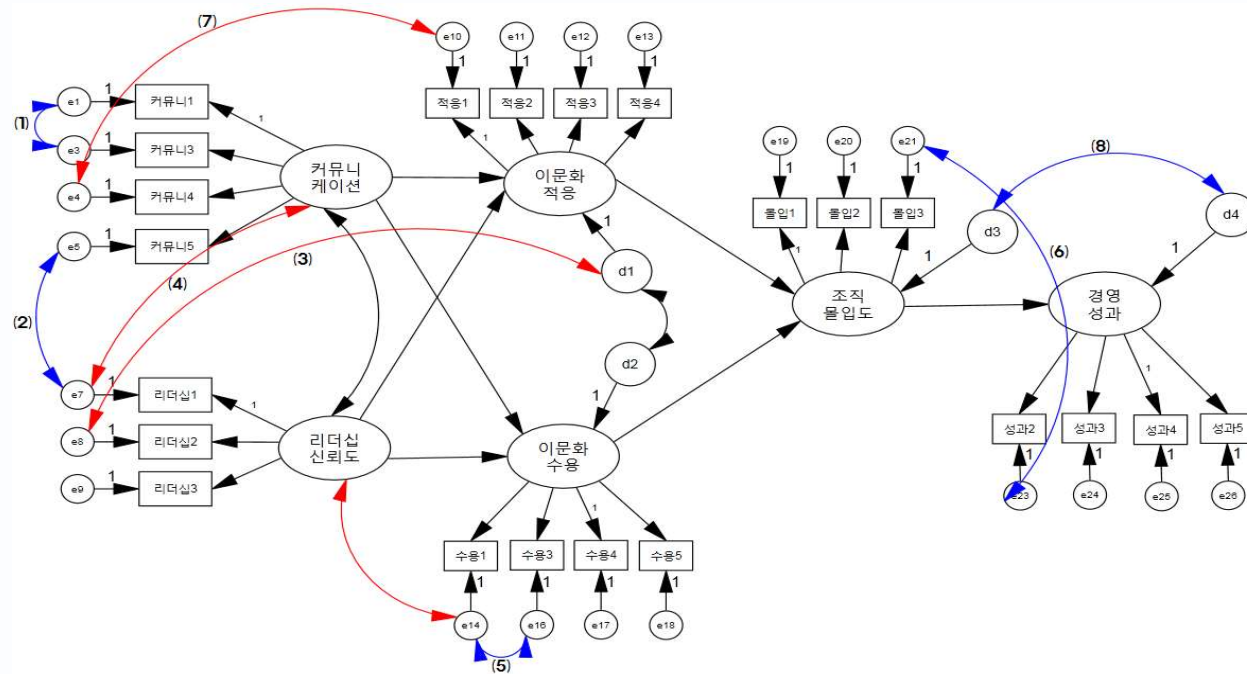 (7)
e10
e11
e12
e13
1
1
1
1
적응1
적응2
적응3
적응4
1
e1
1
커뮤니1
(1)
e3
1
커뮤니3
e4
1
커뮤니4
e5
1
커뮤니5
1
커뮤니
케이션
이문화
적응
(3)
(4)
(2)
1
d1
d2
1
e7
1
리더십1
e8
1
리더십2
e9
1
리더십3
1
리더십
신뢰도
이문화
수용
1
수용1
수용3
수용4
수용5
1
1
1
1
e14
e16
e17
e18
(5)
e19
e20
e21
1
1
1
몰입1
몰입2
몰입3
1
(8)
d3
d4
1
1
(6)
조직
몰입도
경영
성과
1
성과2
성과3
성과4
성과5
1
1
1
1
e23
e24
e25
e26